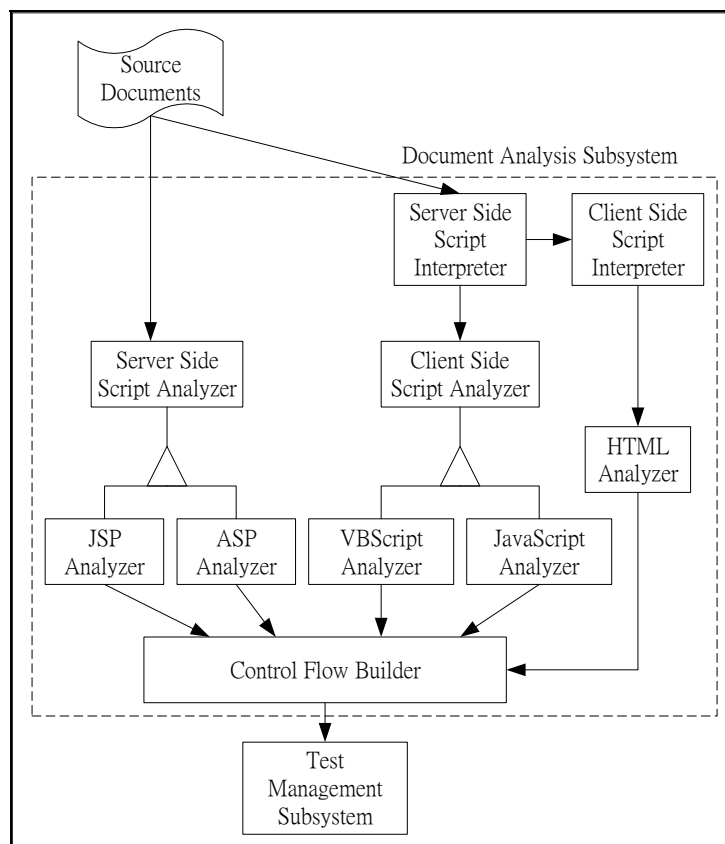 Source
Documents
Document Analysis Subsystem
Server Side
Script
Interpreter
Client Side
Script
Interpreter
Server Side
Script Analyzer
Client Side
Script Analyzer
HTML
Analyzer
JSP
Analyzer
ASP
Analyzer
VBScript
Analyzer
JavaScript
Analyzer
Control Flow Builder
Test
Management
Subsystem